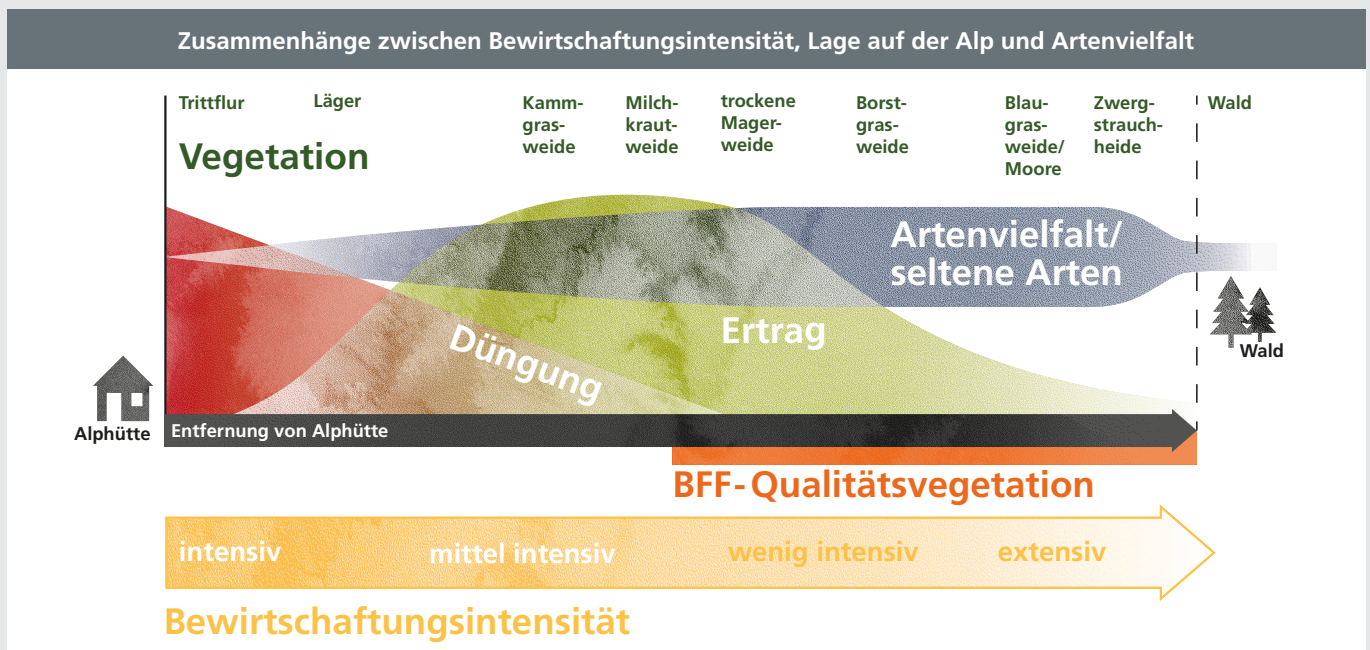 Zusammenhänge zwischen Bewirtschaftungsintensität, Lage auf der Alp und Artenvielfalt
Trittflur
Läger
Kamm-
gras-
weide
Milch-
kraut-
weide
trockene
Mager-
weide
Borst-
gras-
weide
Blau-
gras-
weide/
Moore
Zwerg-
strauch-
heide
Wald
Vegetation
Artenvielfalt/
seltene Arten
Ertrag
Düngung
Wald
Alphütte
Entfernung von Alphütte
BFF-Qualitätsvegetation
intensiv
mittel intensiv
wenig intensiv
extensiv
Bewirtschaftungsintensität